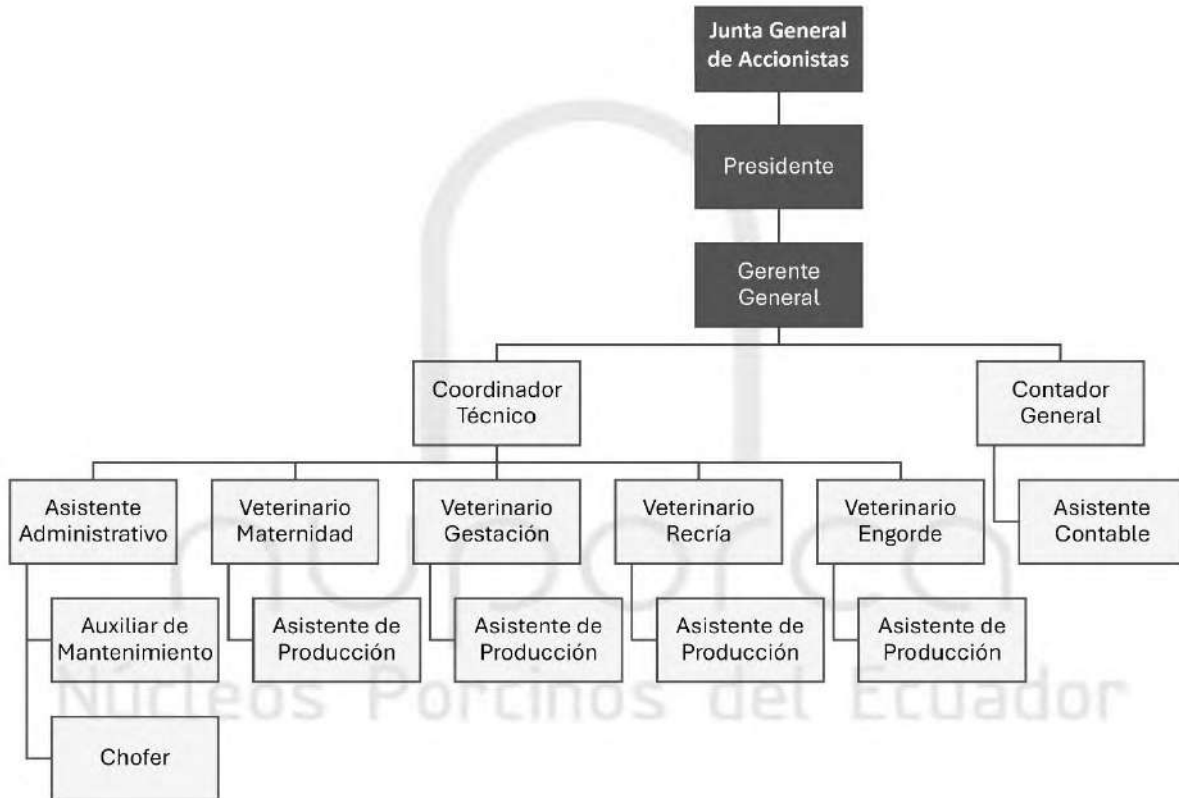 Junta General
de Accionistas
Presidente
Gerente
General
Coordinador
Técnico
Contador
General
Asistente
Administrativo
Veterinario
Maternidad
Veterinario
Gestación
Veterinario
Recría
Veterinario
Engorde
Asistente
Contable
Auxiliar de
Mantenimiento
Asistente de
Producción
Asistente de
Producción
Asistente de
Producción
Asistente de
Producción
Chofer
nuporca
Núcleos Porcinos del Ecuador